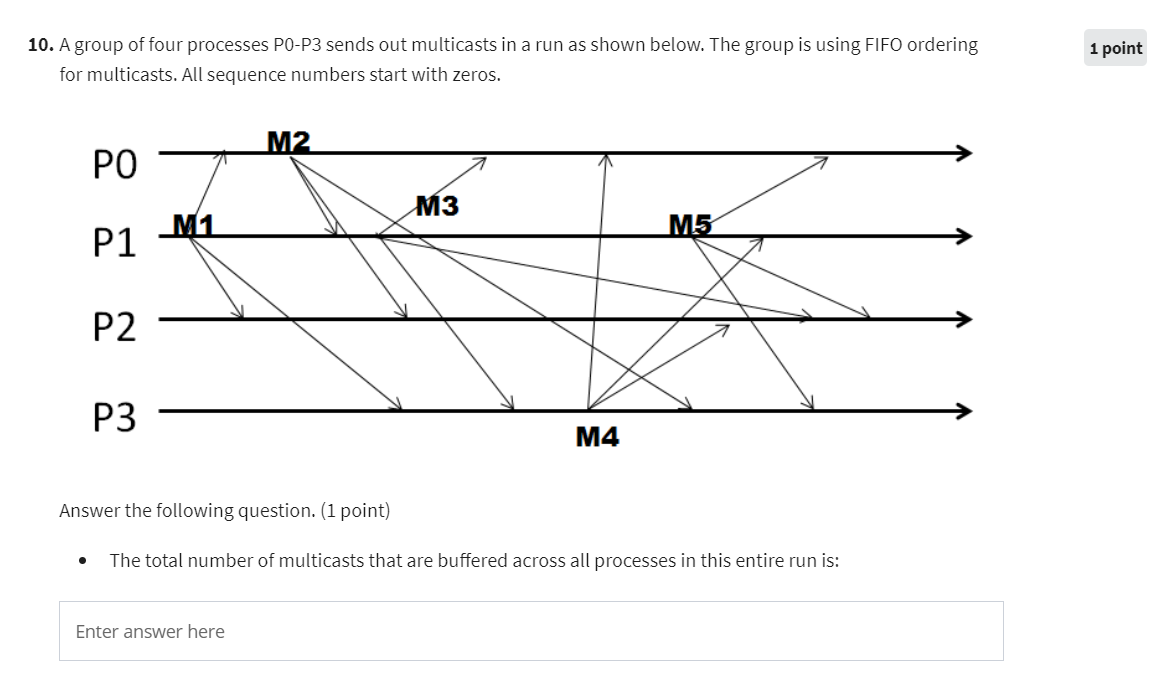 10. A group of four processes P0-P3 sends out multicasts in a run as shown below. The group is using FIFO ordering
1 point
for multicasts. All sequence numbers start with zeros.
M2
P0
M3
M1
M5
P1
P2
P3
M4
Answer the following question. (1 point)
• The total number of multicasts that are buffered across all processes in this entire run is:
Enter answer here